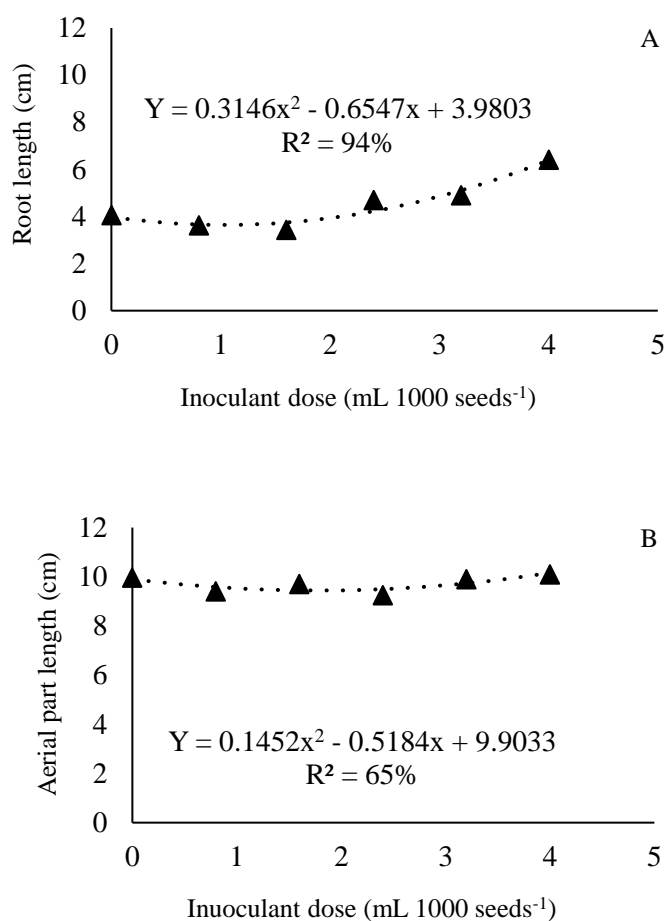 A
12
10
8
6
4
2
0
Root length (cm)
Y = 0.3146x² - 0.6547x + 3.9803
R² = 94%
0 1 2 3 4 5
Inoculant dose (mL 1000 seeds⁻¹)
B
12
10
8
6
4
2
0
Aerial part length (cm)
Y = 0.1452x² - 0.5184x + 9.9033
R² = 65%
0 1 2 3 4 5
Inuoculant dose (mL 1000 seeds⁻¹)